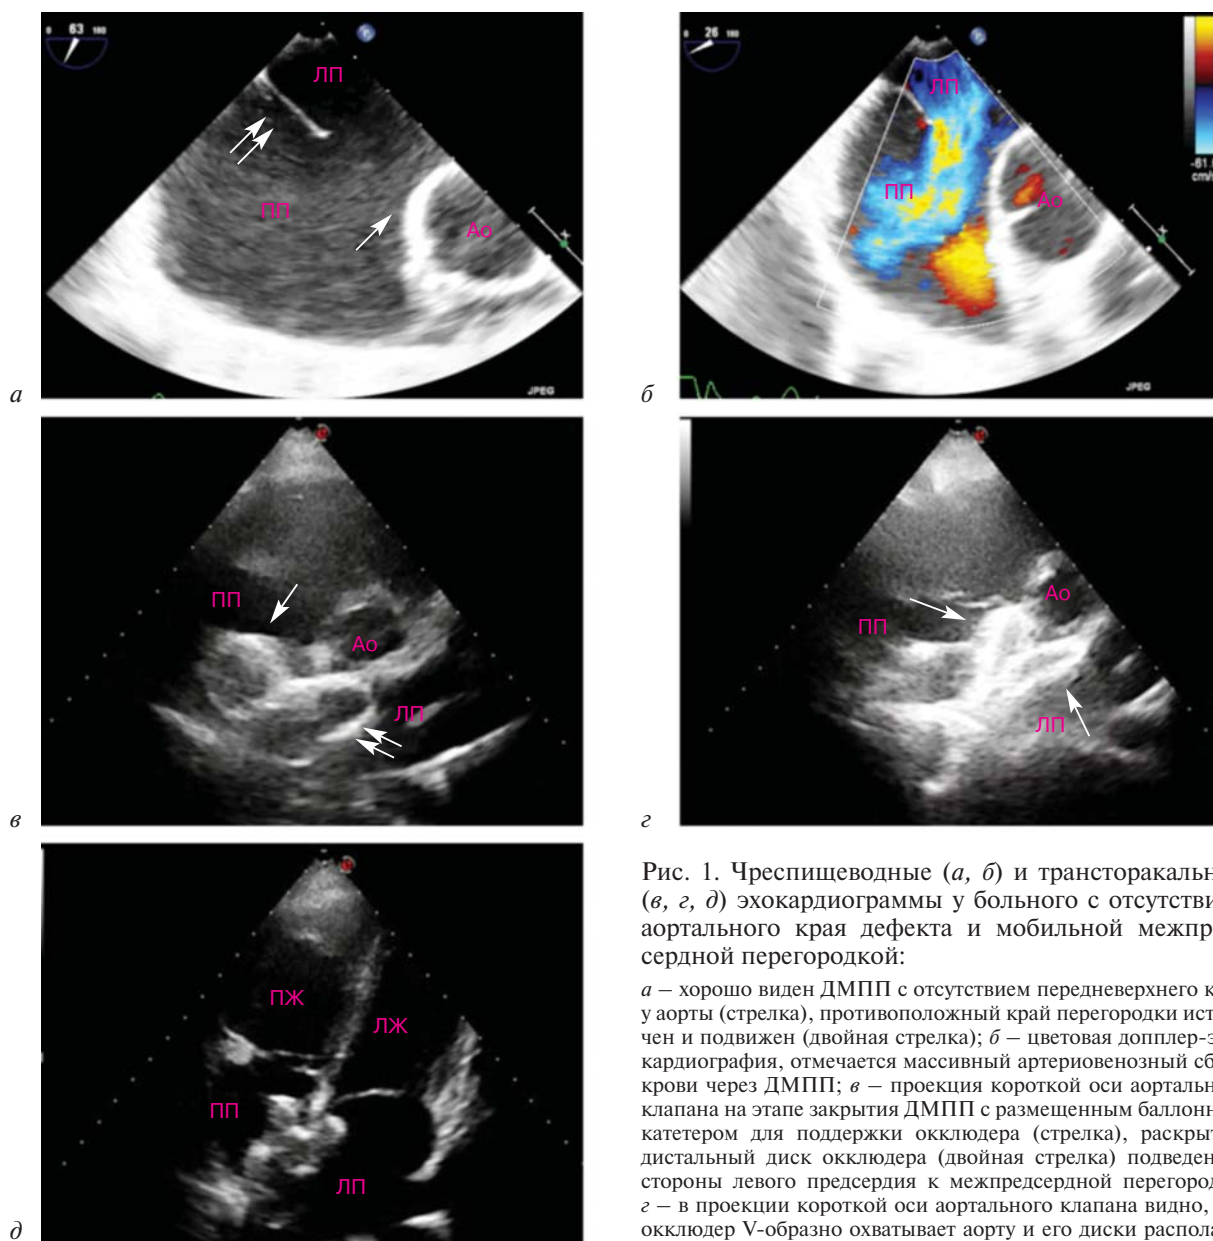 0 63 180
ЛП
ПП
Ао
JPEG
а
0 26 180
ЛП
ПП
Ао
-61.
cm/s
JPEG
б
ПП
Ао
ЛП
в
ПП
Ао
ЛП
г
ПЖ
ЛЖ
ПП
ЛП
д
Рис. 1. Чреспищеводные (а, б) и трансторакальн
(в, г, д) эхокардиограммы у больного с отсутстви
аортального края дефекта и мобильной межпр
сердной перегородкой:
а – хорошо виден ДМПП с отсутствием передневерхнего к
у аорты (стрелка), противоположный край перегородки ист
чен и подвижен (двойная стрелка); б – цветовая допплер-э
кардиография, отмечается массивный артериовенозный сб
крови через ДМПП; в – проекция короткой оси аортальн
клапана на этапе закрытия ДМПП с размещенным баллонн
катетером для поддержки окклюдера (стрелка), раскрыт
дистальный диск окклюдера (двойная стрелка) подведен
стороны левого предсердия к межпредсердной перегород
г – в проекции короткой оси аортального клапана видно,
окклюдер V-образно охватывает аорту и его диски распола